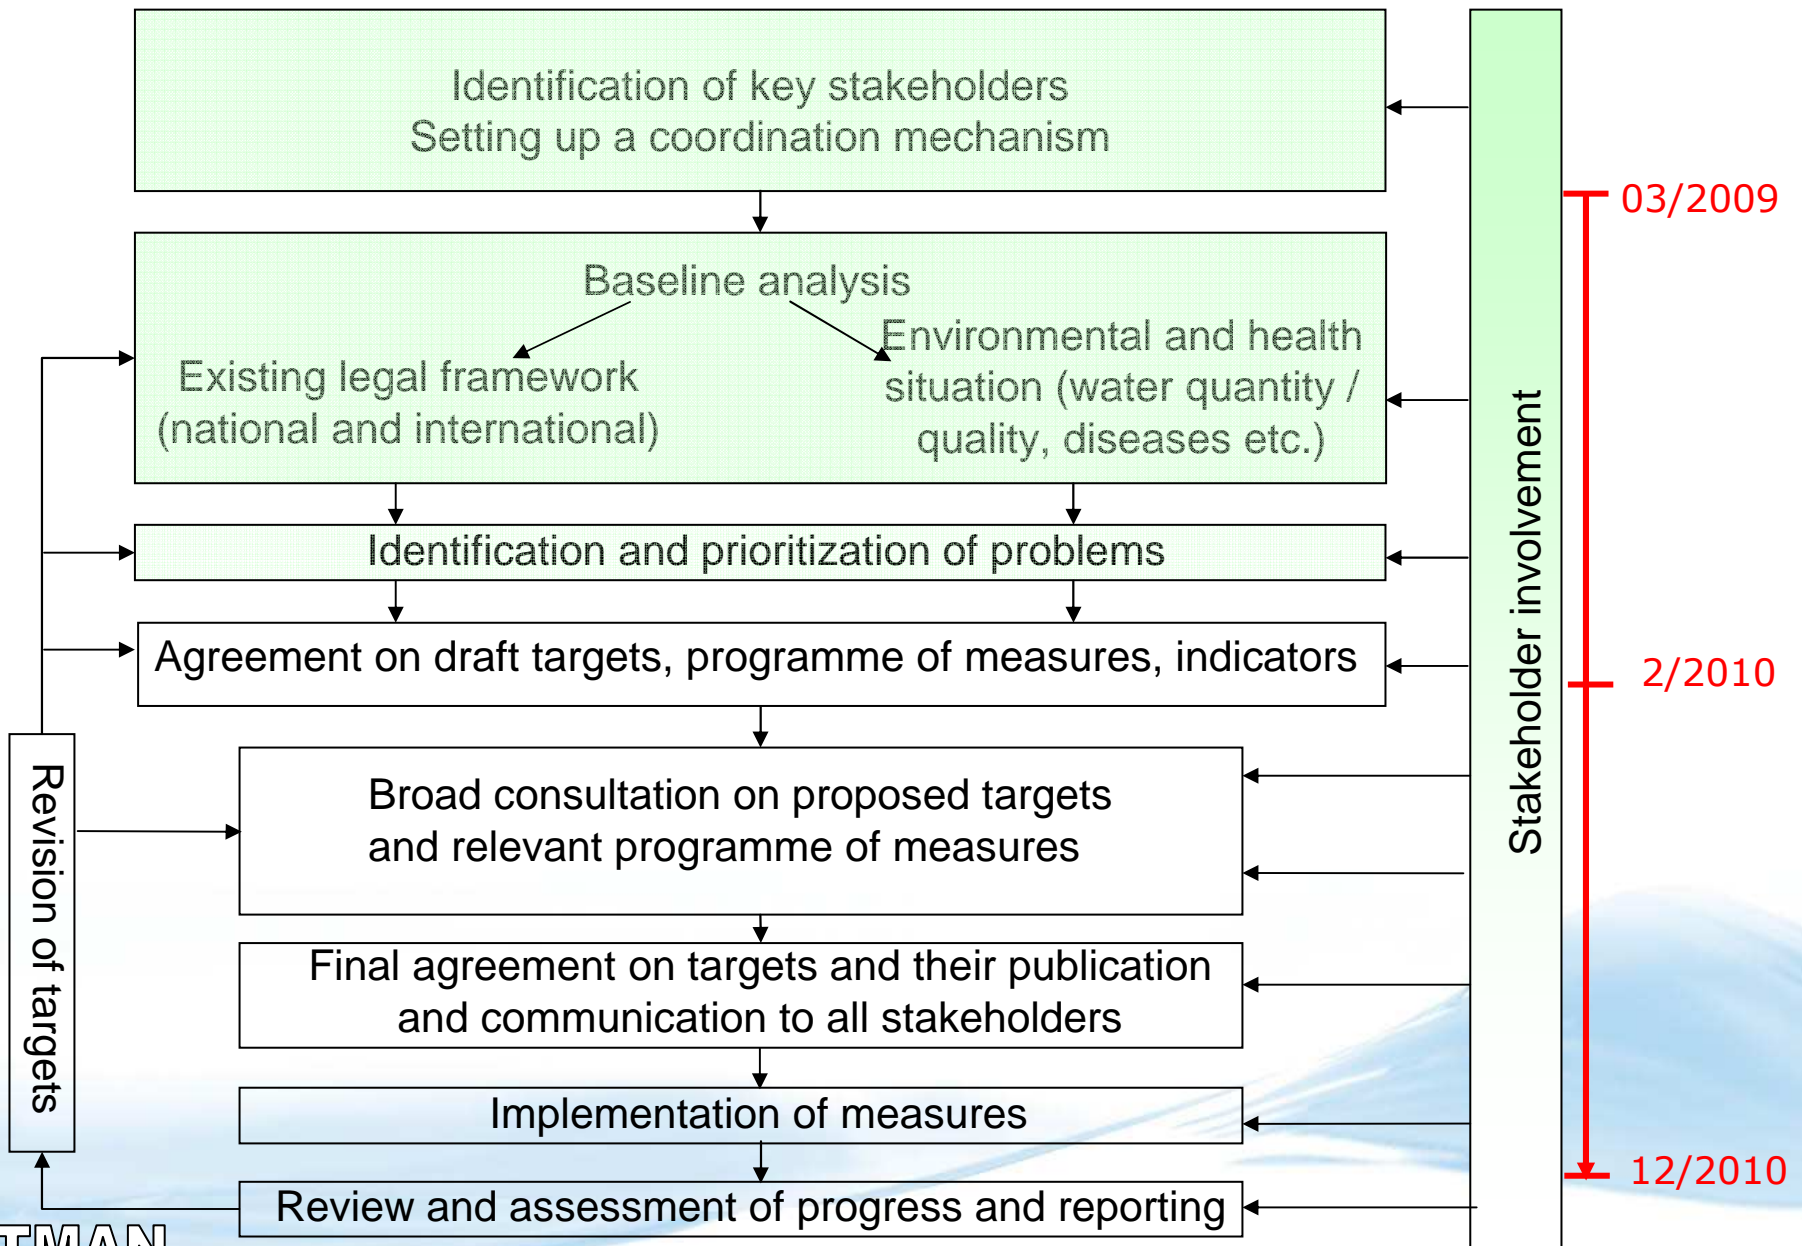 Identification of key stakeholders
Setting up a coordination mechanism
03/2009
Baseline analysis
Existing legal framework
(national and international)
Environmental and health
situation (water quantity /
quality, diseases etc.)
Identification and prioritization of problems
Agreement on draft targets, programme of measures, indicators
2/2010
Stakeholder involvement
Broad consultation on proposed targets
and relevant programme of measures
Revision of targets
Final agreement on targets and their publication
and communication to all stakeholders
Implementation of measures
12/2010
Review and assessment of progress and reporting